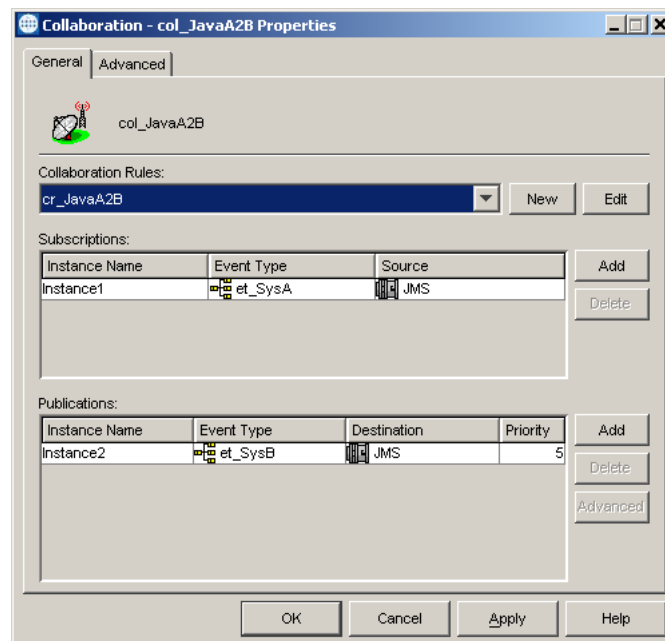 Collaboration - col_JavaA2B Properties
General Advanced
col_JavaA2B
Collaboration Rules:
cr_JavaA2B New Edit
Subscriptions:
Instance Name Event Type Source Add
Instance1 et_SysA JMS
Delete
Publications:
Instance Name Event Type Destination Priority Add
Instance2 et_SysB JMS 5
Delete
Advanced
OK Cancel Apply Help